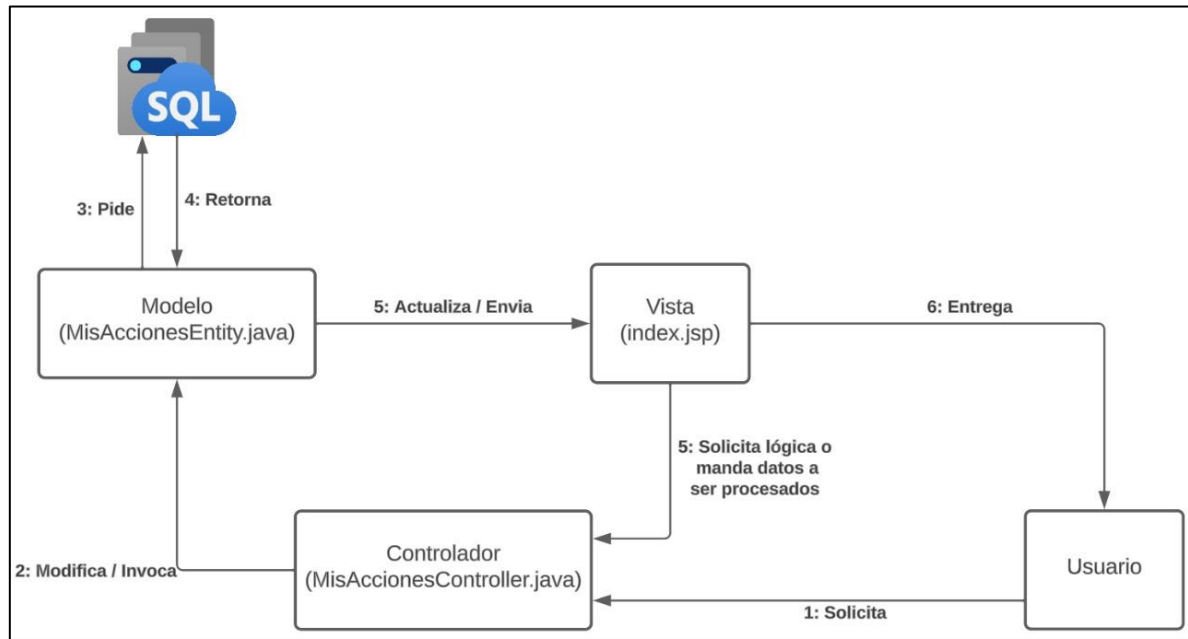 SQL
3: Pide
4: Retorna
Modelo
(MisAccionesEntity.java)
5: Actualiza / Envia
Vista
(index.jsp)
6: Entrega
5: Solicita lógica o
manda datos a
ser procesados
2: Modifica / Invoca
Controlador
(MisAccionesController.java)
1: Solicita
Usuario